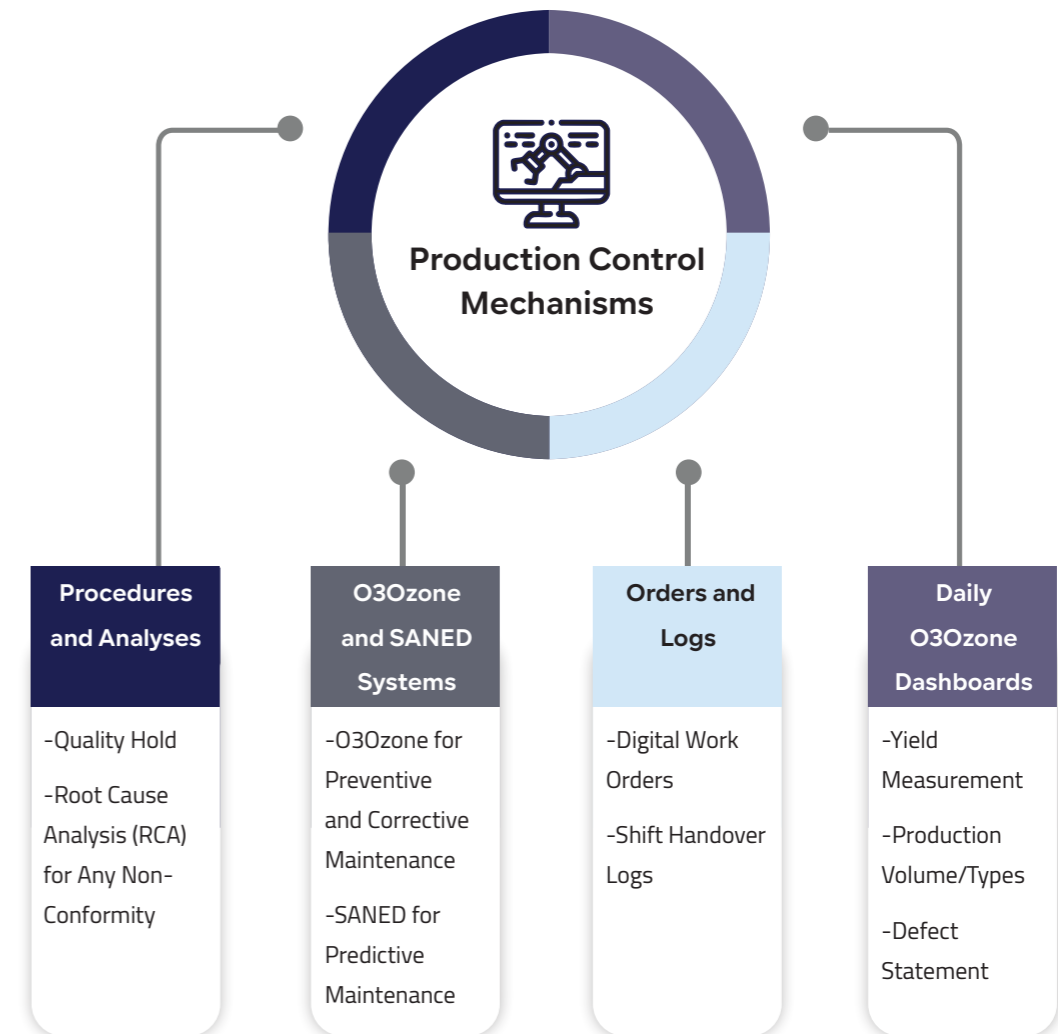 Production Control
Mechanisms
Procedures
and Analyses
-Quality Hold
-Root Cause
Analysis (RCA)
for Any Non-
Conformity
O3Ozone
and SANED
Systems
-O3Ozone for
Preventive
and Corrective
Maintenance
-SANED for
Predictive
Maintenance
Orders and
Logs
-Digital Work
Orders
-Shift Handover
Logs
Daily
O3Ozone
Dashboards
-Yield
Measurement
-Production
Volume/Types
-Defect
Statement